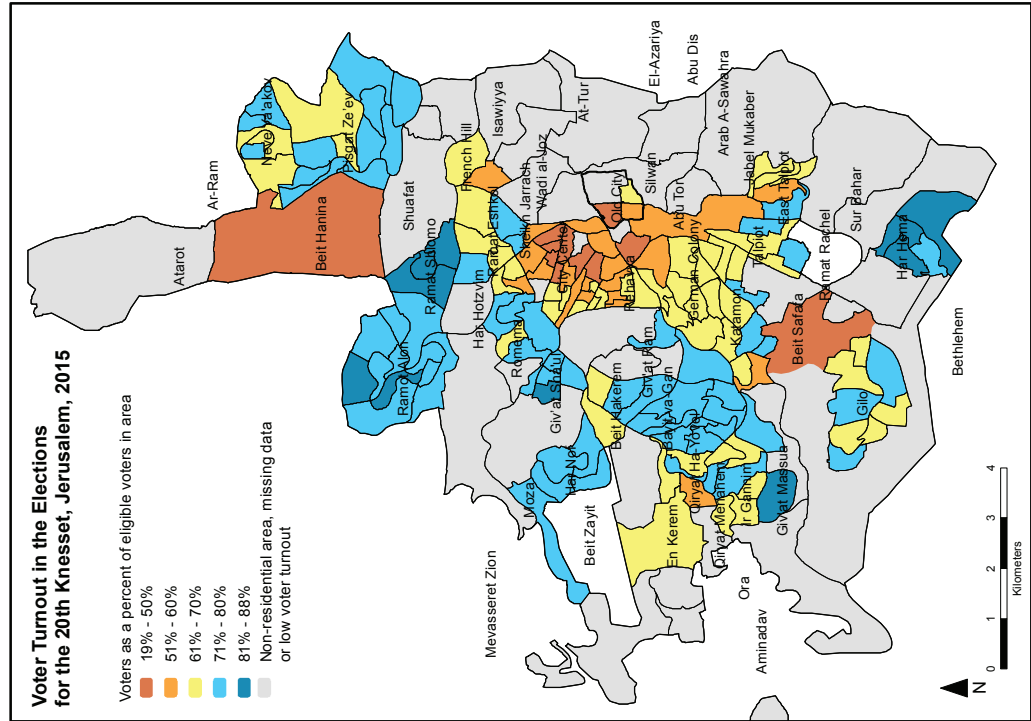 Voter Turnout in the Elections
for the 20th Knesset, Jerusalem, 2015
Voters as a percent of eligible voters in area
19% - 50%
51% - 60%
61% - 70%
71% - 80%
81% - 88%
Non-residential area, missing data
or low voter turnout
Atarot
Ar-Ram
Neve Ya'akov
Beit Hanina
Pisgat Ze'ev
Ramot Alon
Shuafat
Ramat Shlomo
French Hill
Har Hotzvim
Mevasseret Zion
Ramat Eshkol
Isawiyya
Romema
Sheikh Jarrach
Moza
Wadi al-Joz
Giv'at Sha'ul
City Center
Har Nof
At-Tur
Beit Zayit
Beit Hakerem
Old City
Rehavia
Giv'at Ram
Silwan
El-Azariya
Bayit va-Gan
En Kerem
Abu Tor
Abu Dis
German Colony
Qiryat Ha-Yovel
Qiryat Menahem
Arab A-Sawahra
Katamon
Ora
Ir Gannim
Jabel Mukaber
Talpiot
Aminadav
Giv'at Massua
East Talpiot
Beit Safafa
Ramat Rachel
Sur Bahar
Gilo
Har Homa
Bethlehem
N
0 1 2 3 4
Kilometers